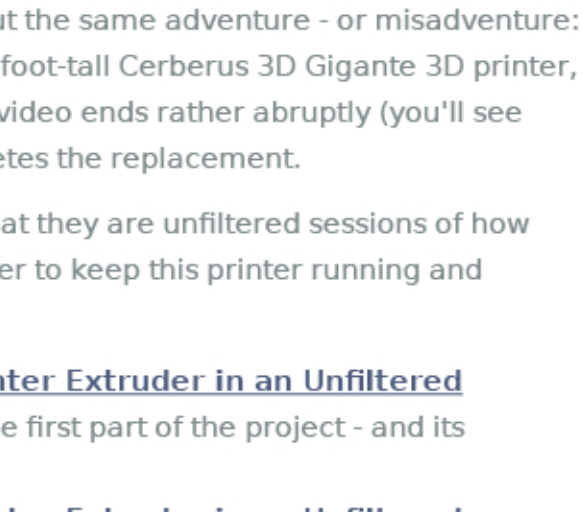 the same adventure - or misadventure:
foot-tall Cerberus 3D Gigante 3D printer,
video ends rather abruptly (you'll see
the replacement.
at they are unfiltered sessions of how
er to keep this printer running and
nter Extruder in an Unfiltered
e first part of the project - and its